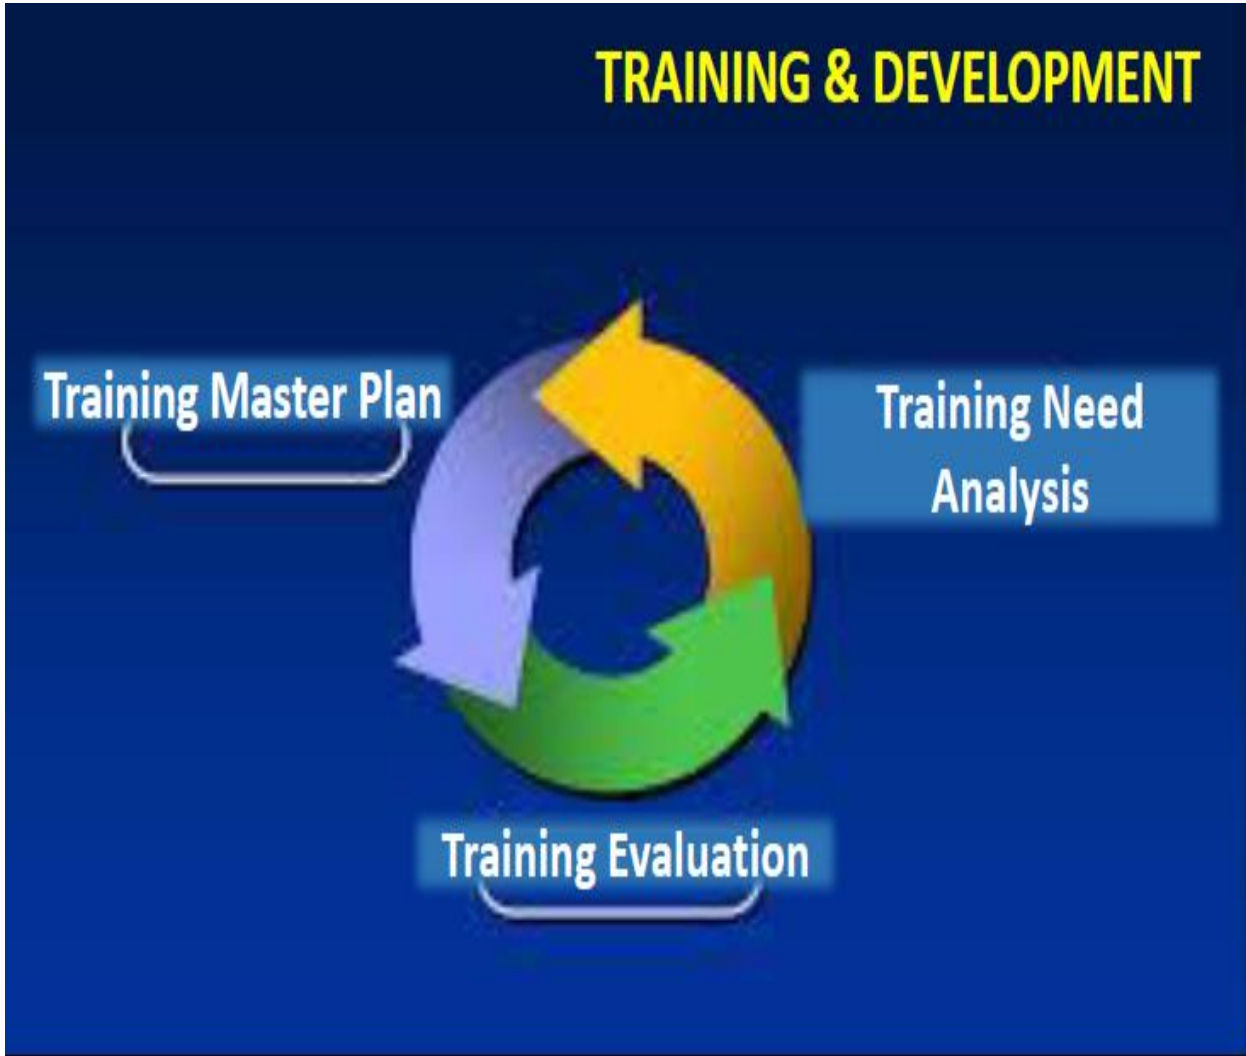 TRAINING & DEVELOPMENT
Training Master Plan
Training Need
Analysis
Training Evaluation